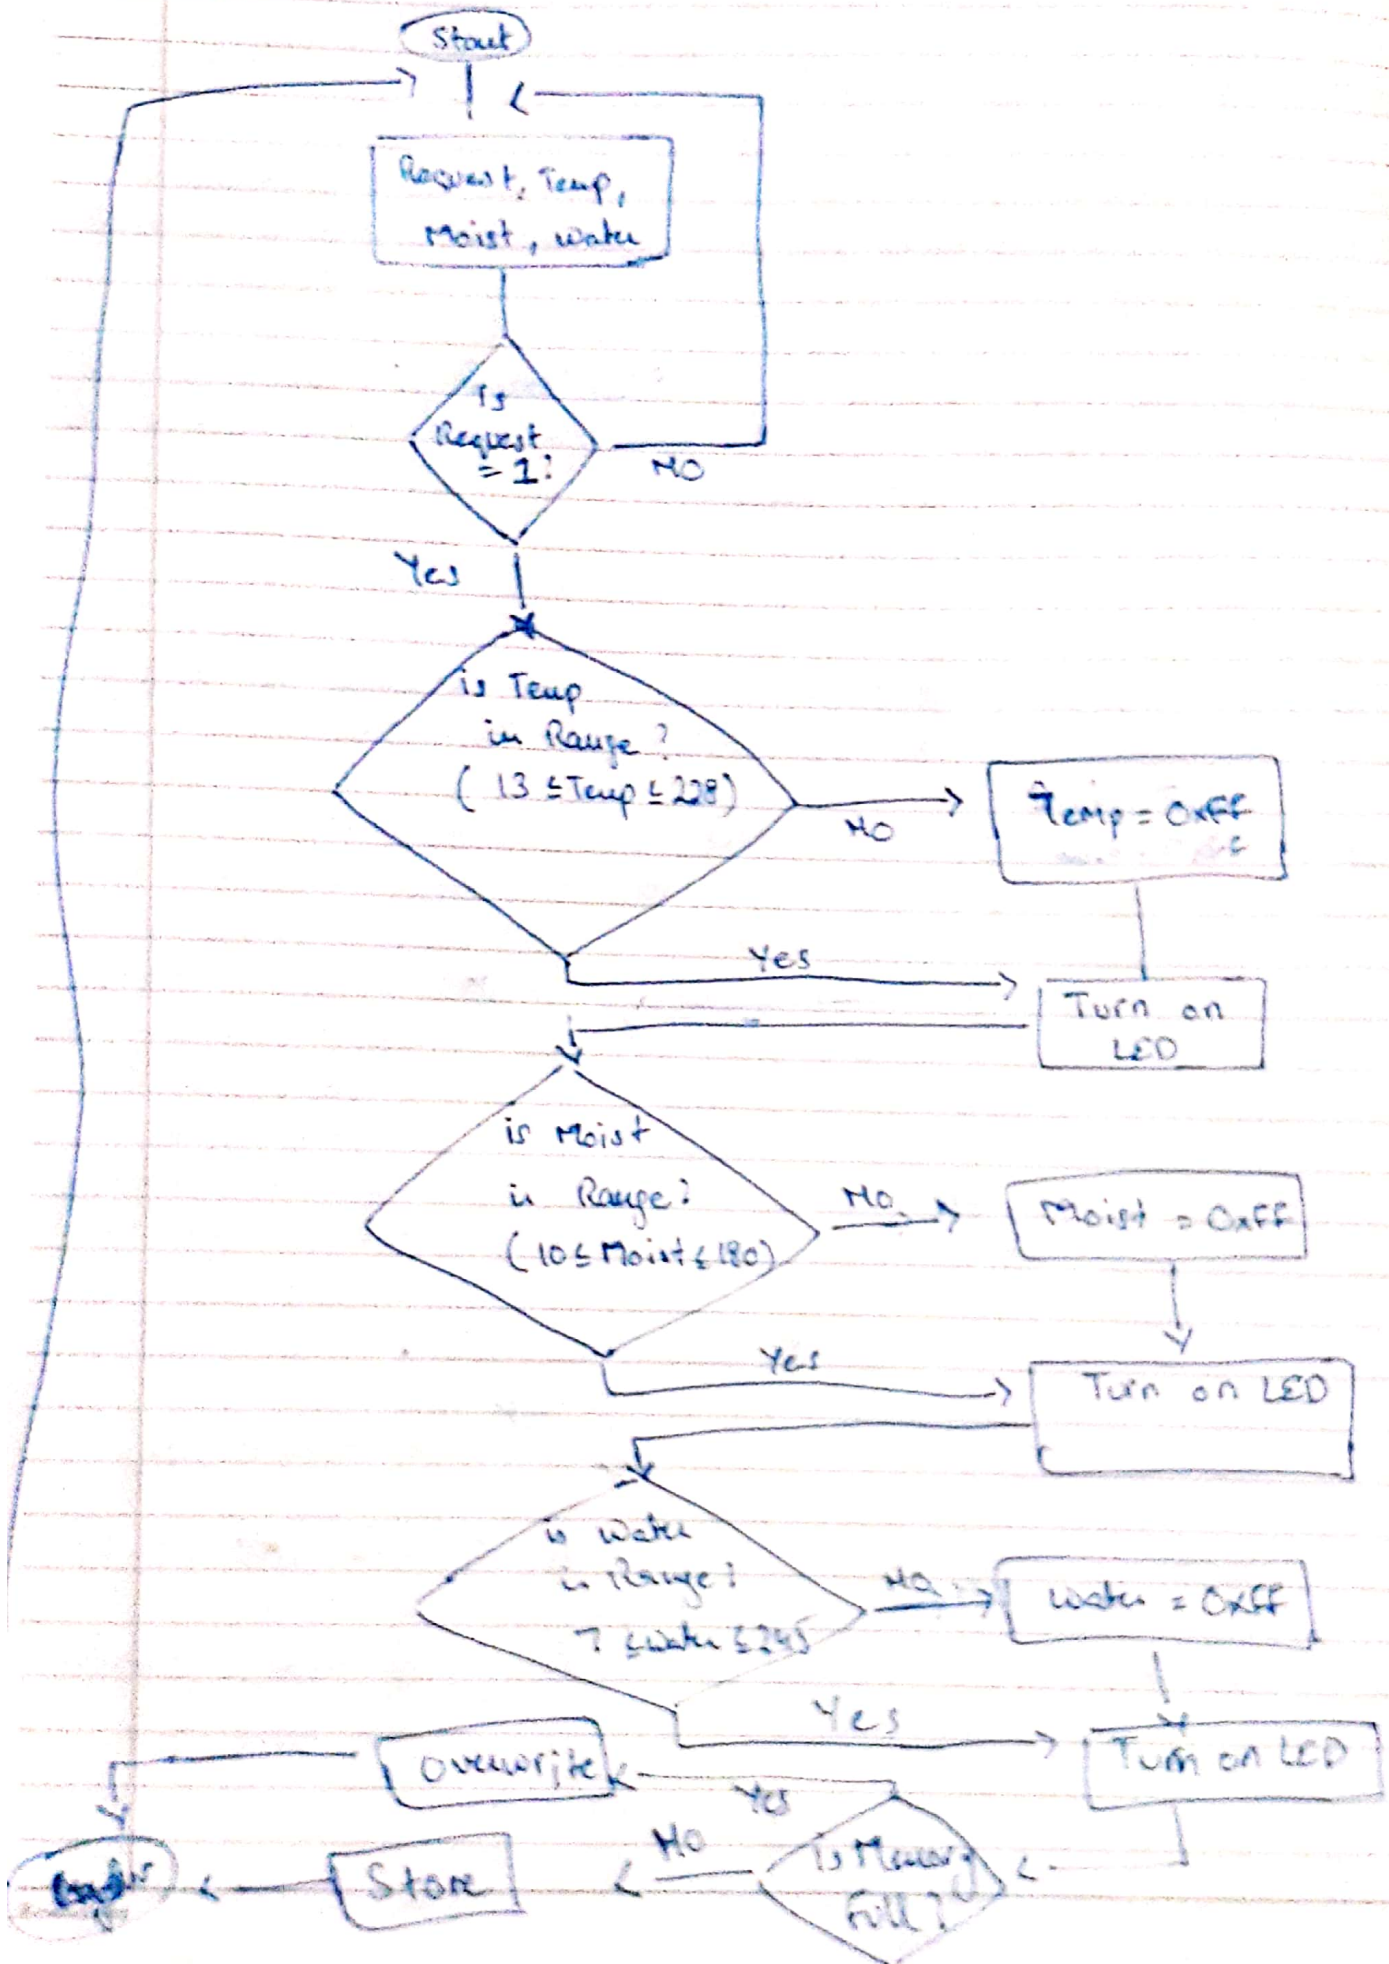 Start
Request, Temp,
Moist, water
Is
Request
= 1?
NO
Yes
is Temp
in Range?
(13 ≤ Temp ≤ 228)
NO
Temp = 0xFF
Yes
Turn on
LED
is Moist
in Range?
(10 ≤ Moist ≤ 180)
NO
Moist = 0xFF
Yes
Turn on LED
is water
in Range?
7 ≤ water ≤ 245
NO
water = 0xFF
Yes
Turn on LED
overwrite
Yes
Is Memory
Full?
NO
Store